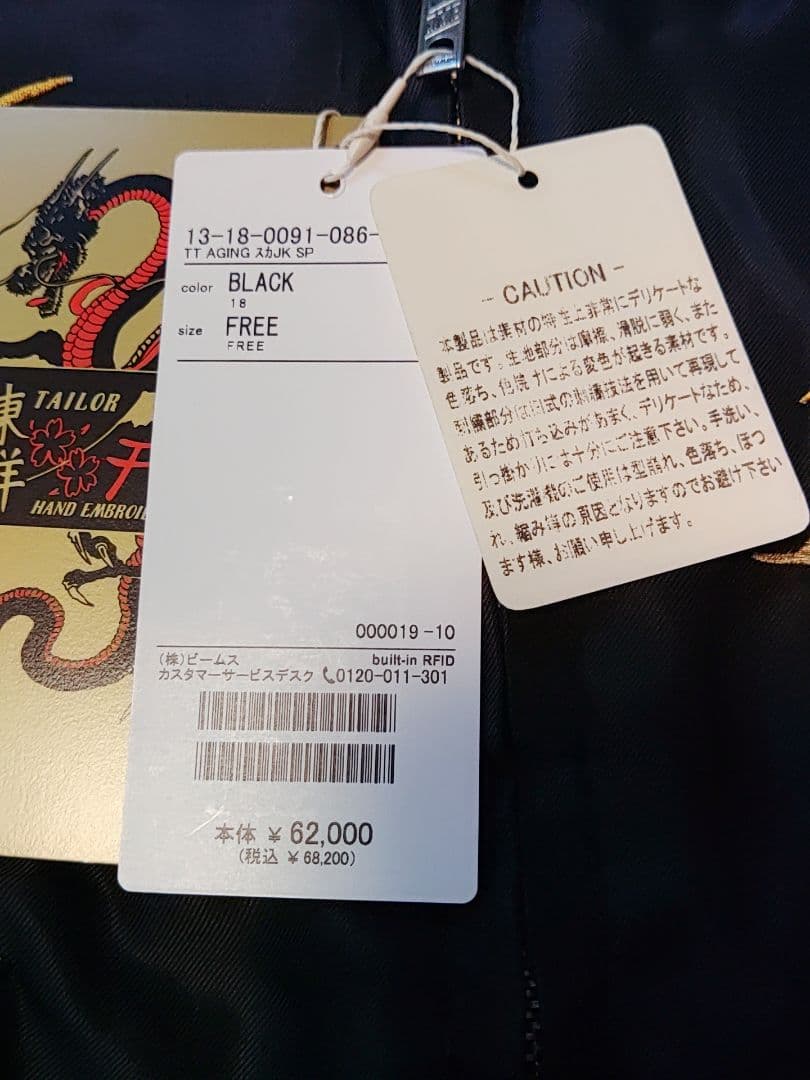 東
洋
TAILOR
HAND EMBROI
13-18-0091-086-
TT AGING スカJK SP
color BLACK
18
size FREE
FREE
000019-10
(株)ビームス built-in RFID
カスタマーサービスデスク 0120-011-301
本体 ¥ 62,000
(税込 ¥ 68,200)
- CAUTION -
本製品は素材の特性上非常にデリケートな
製品です。生地部分は摩擦、滑脱に弱く、また
色落ち、他焼けによる変色が起きる素材です。
刺繍部分は旧式の刺繍技法を用いて再現して
あるため打ち込みがあまく、デリケートなため、
引っ掛かりには十分にご注意下さい。手洗い、
及び洗濯機のご使用は型崩れ、色落ち、ほつ
れ、縮み等の原因となりますのでお避け下さい
ます様、お願い申し上げます。